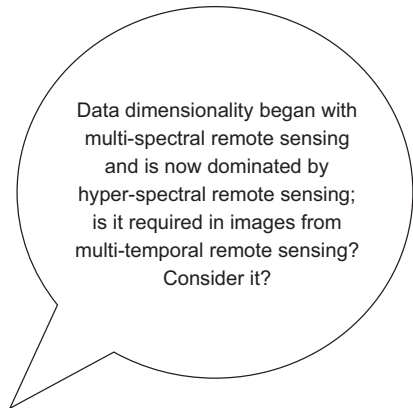 Data dimensionality began with
multi-spectral remote sensing
and is now dominated by
hyper-spectral remote sensing;
is it required in images from
multi-temporal remote sensing?
Consider it?